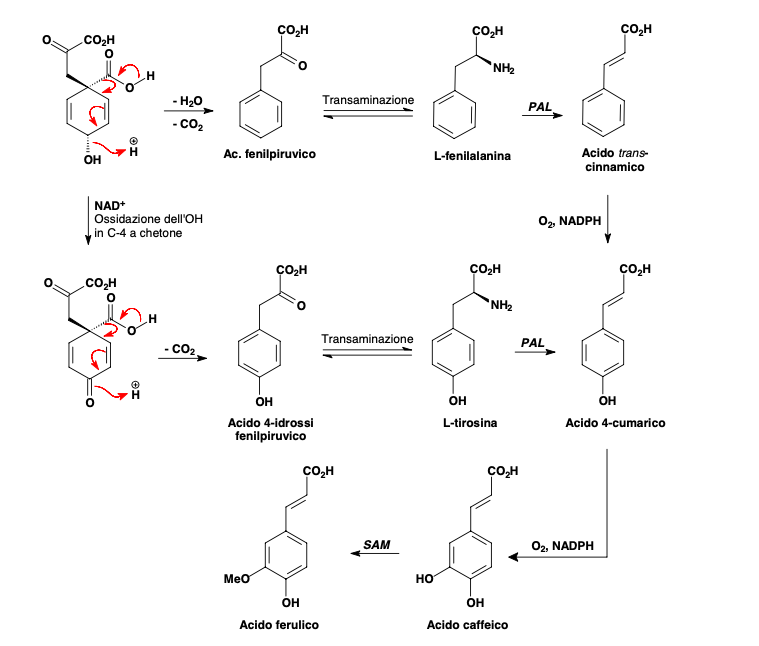 CO₂H CO₂H CO₂H
O CO₂H
O H
O O NH₂
- H₂O Transaminazione PAL
- CO₂
OH H⊕
Ac. fenilpiruvico L-fenilalanina Acido trans-
cinnamico
NAD⁺
Ossidazione dell'OH
in C-4 a chetone
O₂, NADPH
CO₂H CO₂H CO₂H
O CO₂H
O H
O O NH₂
- CO₂ Transaminazione PAL
O H⊕
OH OH OH
Acido 4-idrossi
fenilpiruvico
L-tirosina Acido 4-cumarico
CO₂H CO₂H
SAM O₂, NADPH
MeO HO
OH OH
Acido ferulico Acido caffeico